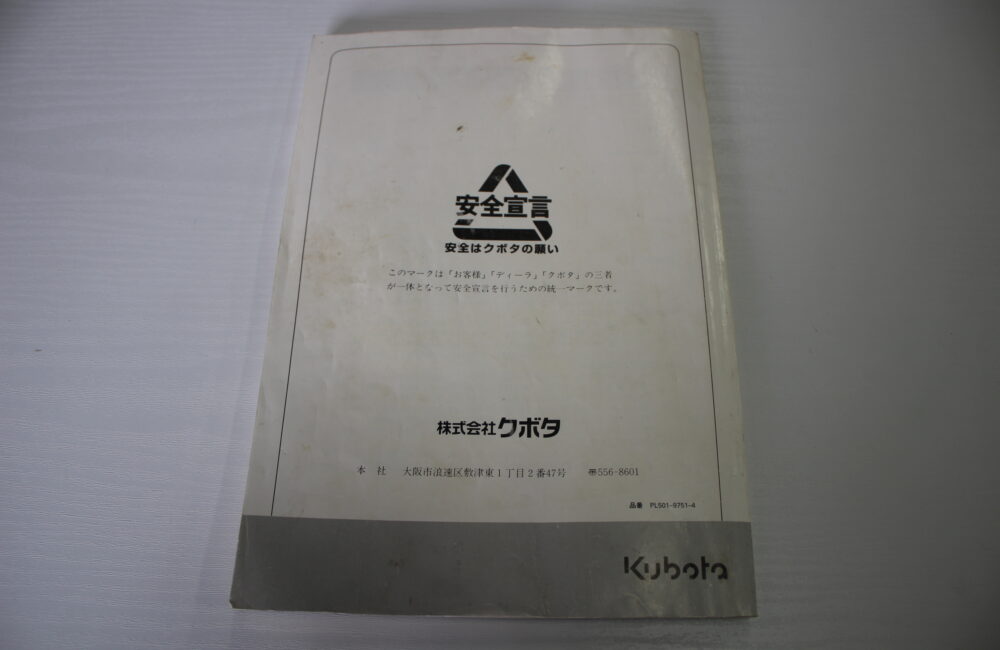 安全宣言
安全はクボタの願い
このマークは「お客様」「ディーラ」「クボタ」の三者
が一体となって安全宣言を行うための統一マークです。
株式会社クボタ
本 社 大阪市浪速区敷津東1丁目2番47号 〠556-8601
品番 PL501-9751-4
Kubota